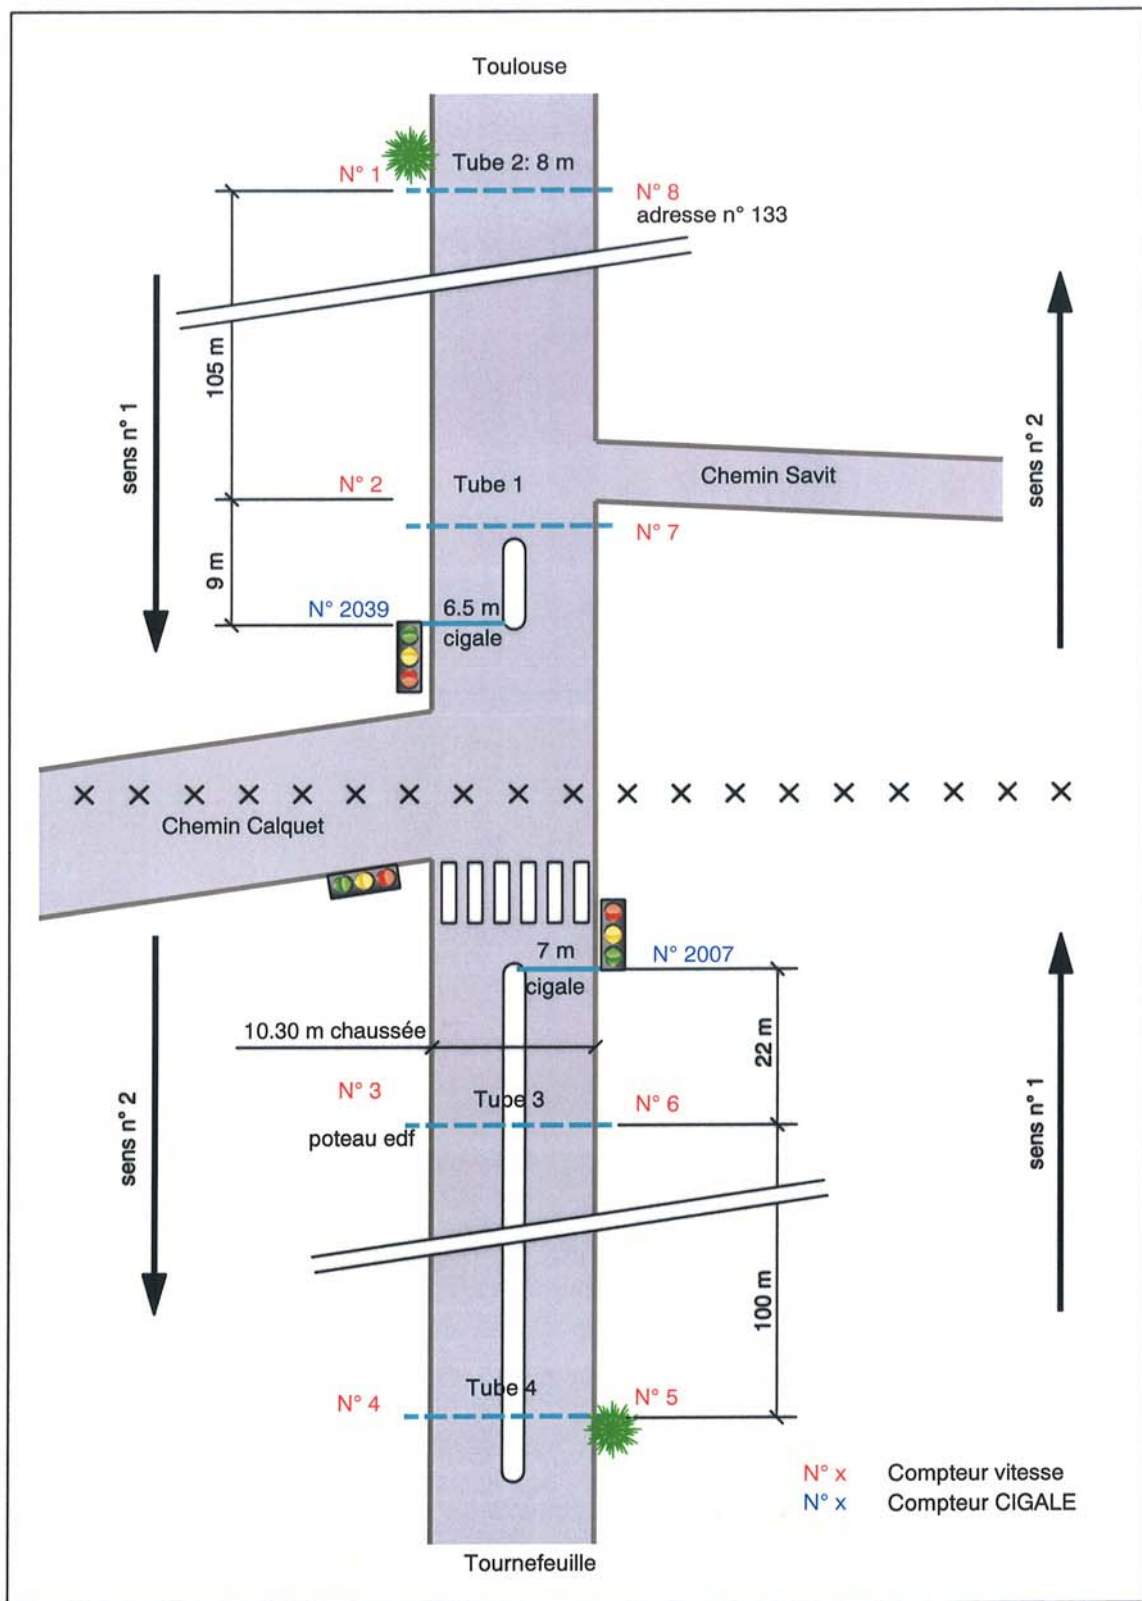 Toulouse
Tube 2: 8 m
N° 1
N° 8
adresse n° 133
105 m
sens n° 1
sens n° 2
N° 2
Tube 1
Chemin Savit
N° 7
9 m
N° 2039
6.5 m
cigale
Chemin Calquet
7 m
N° 2007
cigale
10.30 m chaussée
22 m
N° 3
Tube 3
N° 6
poteau edf
sens n° 2
sens n° 1
100 m
N° 4
Tube 4
N° 5
N° x Compteur vitesse
N° x Compteur CIGALE
Tournefeuille